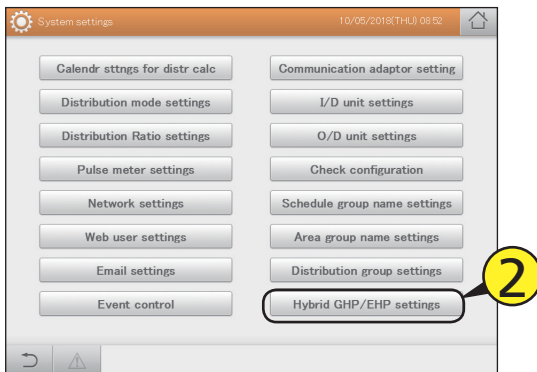 System settings 10/05/2018(THU) 08:52
Calendr sttngs for distr calc
Communication adaptor setting
Distribution mode settings
I/D unit settings
Distribution Ratio settings
O/D unit settings
Pulse meter settings
Check configuration
Network settings
Schedule group name settings
Web user settings
Area group name settings
Email settings
Distribution group settings
Event control
Hybrid GHP/EHP settings
2